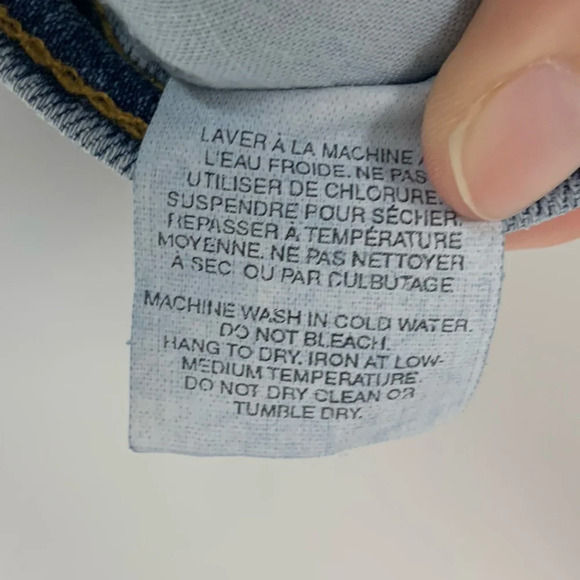 LAVER À LA MACHINE
L'EAU FROIDE. NE PAS
UTILISER DE CHLORURE.
SUSPENDRE POUR SÉCHER.
REPASSER À TEMPÉRATURE
MOYENNE. NE PAS NETTOYER
À SEC OU PAR CULBUTAGE
MACHINE WASH IN COLD WATER.
DO NOT BLEACH.
HANG TO DRY. IRON AT LOW-
MEDIUM TEMPERATURE.
DO NOT DRY CLEAN OR
TUMBLE DRY.